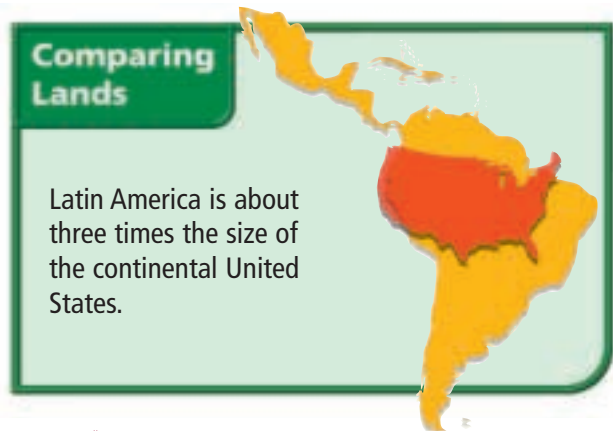 Comparing
Lands
Latin America is about
three times the size of
the continental United
States.